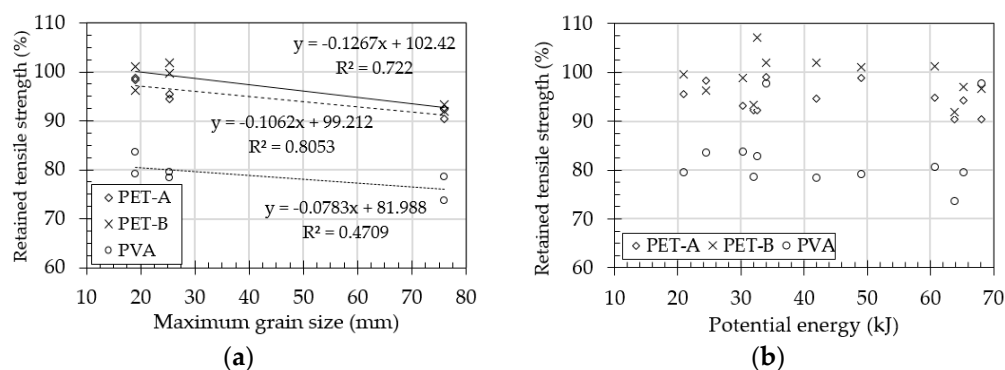 110
100
90
80
70
60
Retained tensile strength (%)
y = -0.1267x + 102.42
R² = 0.722
y = -0.1062x + 99.212
R² = 0.8053
y = -0.0783x + 81.988
R² = 0.4709
PET-A
PET-B
PVA
10 20 30 40 50 60 70 80
Maximum grain size (mm)
(a)
110
100
90
80
70
60
Retained tensile strength (%)
PET-A PET-B PVA
10 20 30 40 50 60 70
Potential energy (kJ)
(b)